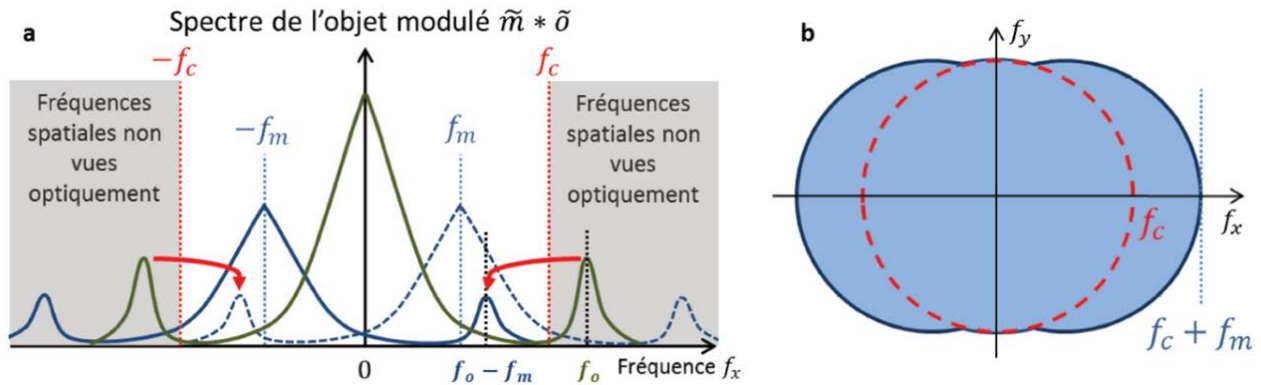 a
Spectre de l'objet modulé m̃ ∗ õ
−f_c
f_c
Fréquences
spatiales non
vues
optiquement
−f_m
f_m
Fréquences
spatiales non
vues
optiquement
0
f_o − f_m
f_o
Fréquence f_x
b
f_y
f_c
f_x
f_c + f_m